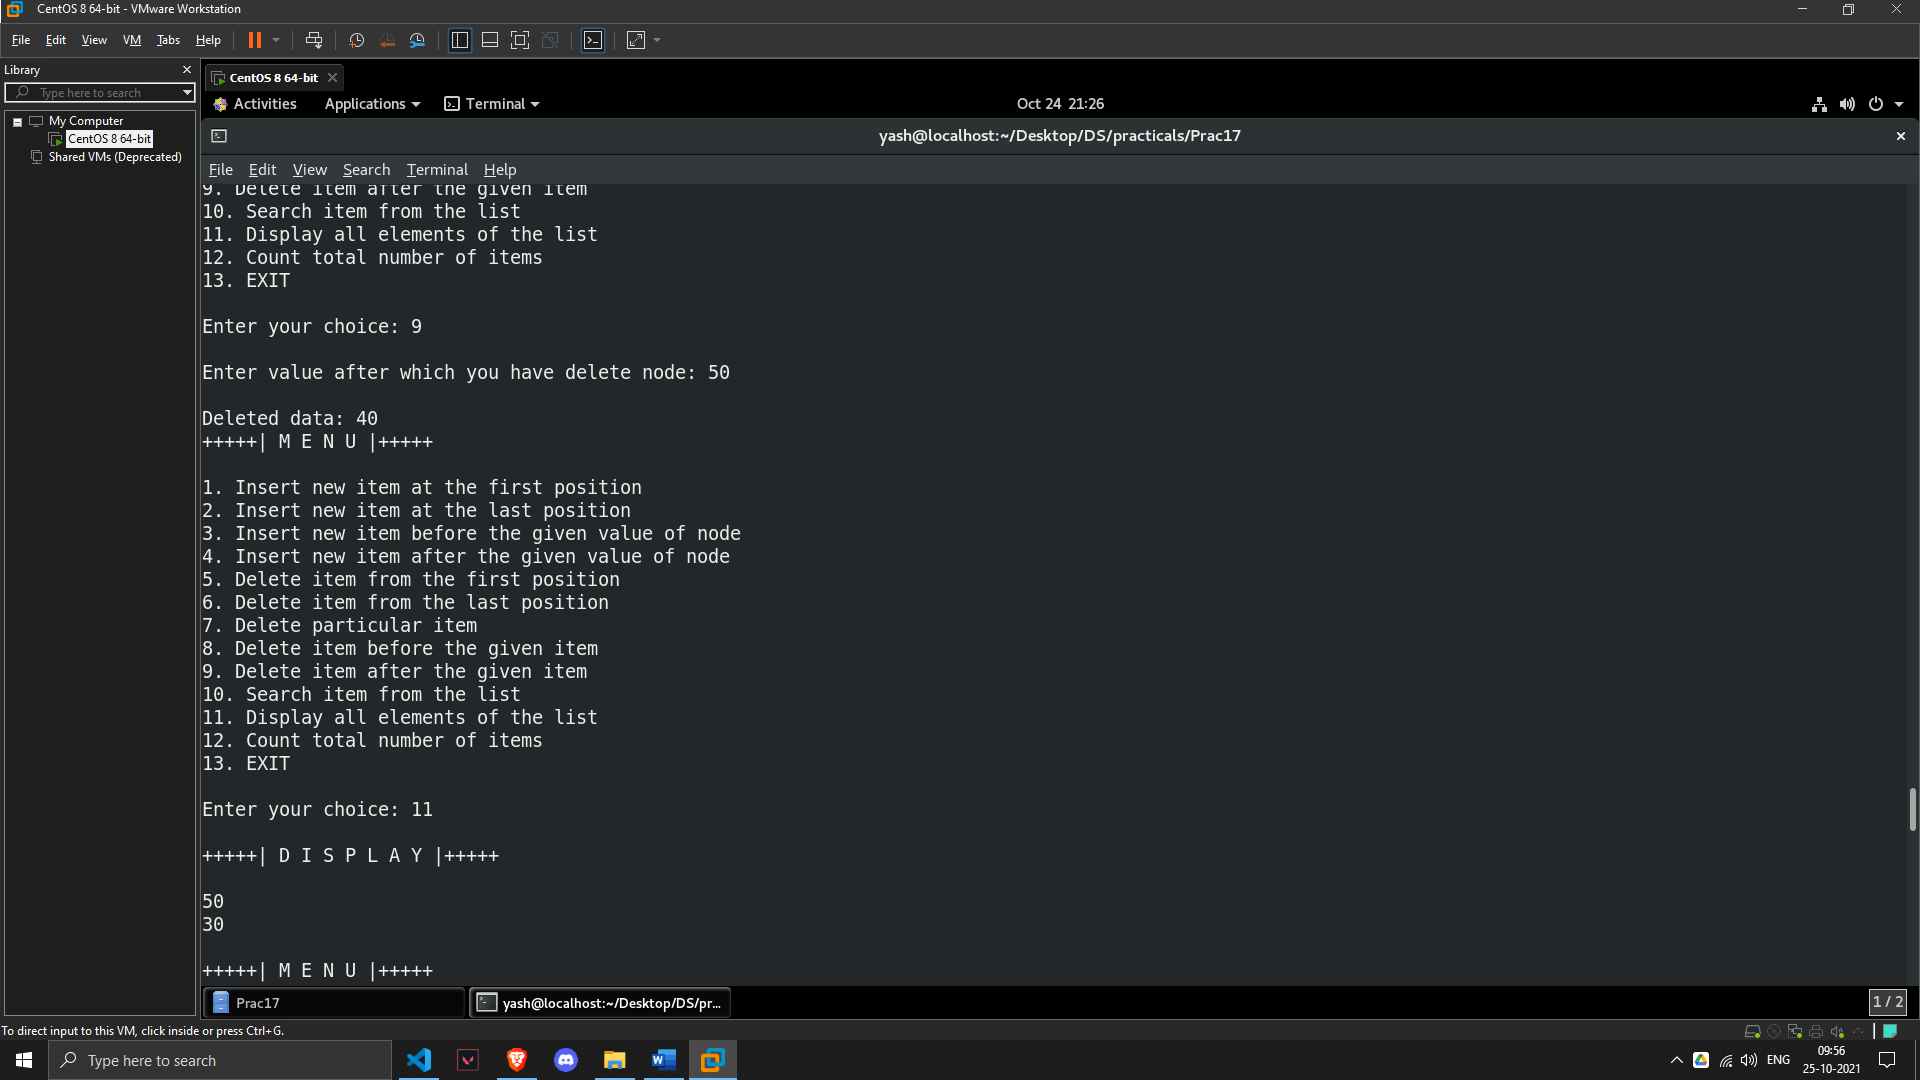 CentOS 8 64-bit - VMware Workstation
File Edit View VM Tabs Help
Library
Type here to search
My Computer
CentOS 8 64-bit
Shared VMs (Deprecated)
CentOS 8 64-bit
Activities Applications Terminal Oct 24 21:26
yash@localhost:~/Desktop/DS/practicals/Prac17
File Edit View Search Terminal Help
9. Delete item after the given item
10. Search item from the list
11. Display all elements of the list
12. Count total number of items
13. EXIT
Enter your choice: 9
Enter value after which you have delete node: 50
Deleted data: 40
+++++| M E N U |+++++
1. Insert new item at the first position
2. Insert new item at the last position
3. Insert new item before the given value of node
4. Insert new item after the given value of node
5. Delete item from the first position
6. Delete item from the last position
7. Delete particular item
8. Delete item before the given item
9. Delete item after the given item
10. Search item from the list
11. Display all elements of the list
12. Count total number of items
13. EXIT
Enter your choice: 11
+++++| D I S P L A Y |+++++
50
30
+++++| M E N U |+++++
Prac17
yash@localhost:~/Desktop/DS/pr...
1 / 2
To direct input to this VM, click inside or press Ctrl+G.
Type here to search
ENG
09:56
25-10-2021